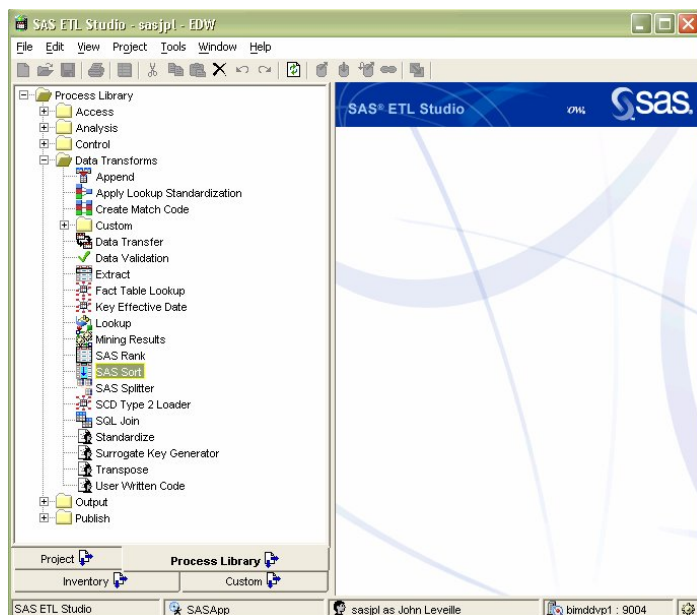 SAS ETL Studio - sasjpl - EDW
File Edit View Project Tools Window Help
Process Library
Access
Analysis
Control
Data Transforms
Append
Apply Lookup Standardization
Create Match Code
Custom
Data Transfer
Data Validation
Extract
Fact Table Lookup
Key Effective Date
Lookup
Mining Results
SAS Rank
SAS Sort
SAS Splitter
SCD Type 2 Loader
SQL Join
Standardize
Surrogate Key Generator
Transpose
User Written Code
Output
Publish
SAS® ETL Studio
sas.
Project Process Library
Inventory Custom
SAS ETL Studio SASApp sasjpl as John Leveille bimddvp1 : 9004